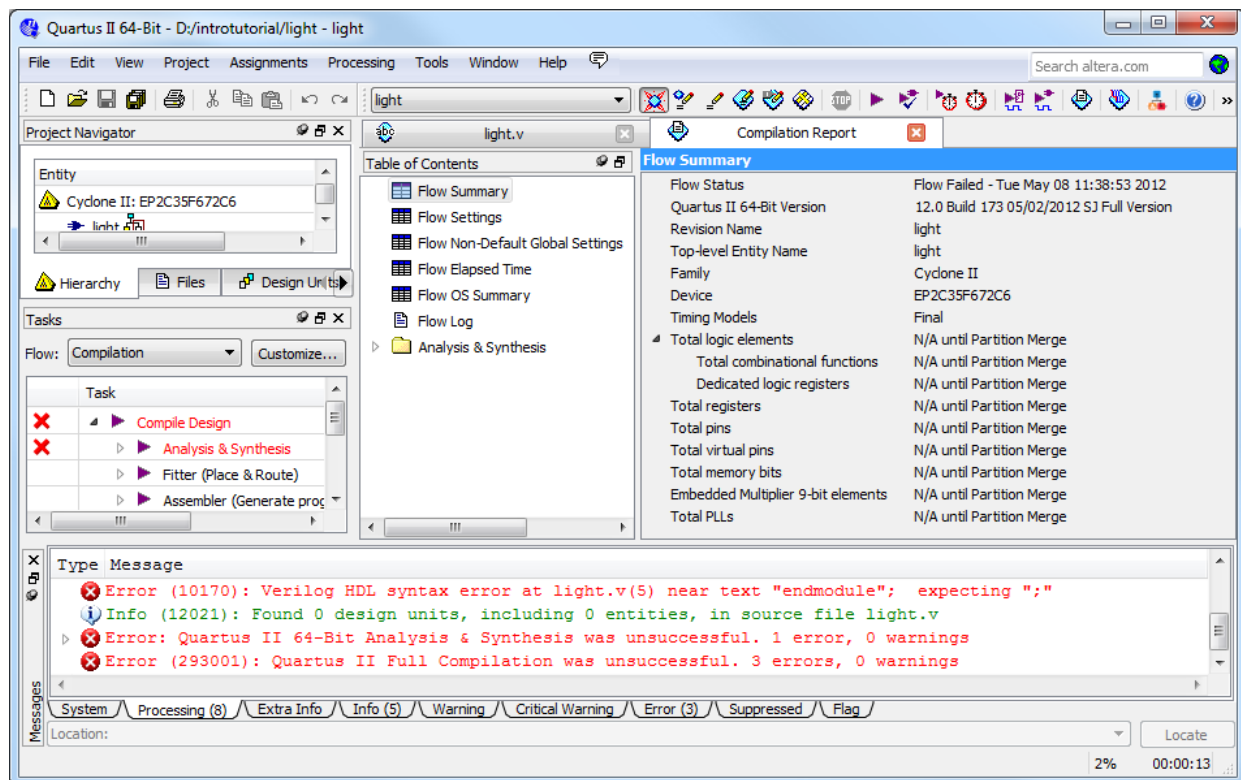 Quartus II 64-Bit - D:/introtutorial/light - light
File Edit View Project Assignments Processing Tools Window Help
Search altera.com
light
STOP
Project Navigator
Entity
Cyclone II: EP2C35F672C6
light
Hierarchy Files Design Units
Tasks
Flow: Compilation Customize...
Task
Compile Design
Analysis & Synthesis
Fitter (Place & Route)
Assembler (Generate prog
abc light.v
Compilation Report
Table of Contents
Flow Summary
Flow Settings
Flow Non-Default Global Settings
Flow Elapsed Time
Flow OS Summary
Flow Log
Analysis & Synthesis
Flow Summary
Flow Status Flow Failed - Tue May 08 11:38:53 2012
Quartus II 64-Bit Version 12.0 Build 173 05/02/2012 SJ Full Version
Revision Name light
Top-level Entity Name light
Family Cyclone II
Device EP2C35F672C6
Timing Models Final
Total logic elements N/A until Partition Merge
Total combinational functions N/A until Partition Merge
Dedicated logic registers N/A until Partition Merge
Total registers N/A until Partition Merge
Total pins N/A until Partition Merge
Total virtual pins N/A until Partition Merge
Total memory bits N/A until Partition Merge
Embedded Multiplier 9-bit elements N/A until Partition Merge
Total PLLs N/A until Partition Merge
Type Message
Error (10170): Verilog HDL syntax error at light.v(5) near text "endmodule"; expecting ";"
Info (12021): Found 0 design units, including 0 entities, in source file light.v
Error: Quartus II 64-Bit Analysis & Synthesis was unsuccessful. 1 error, 0 warnings
Error (293001): Quartus II Full Compilation was unsuccessful. 3 errors, 0 warnings
Messages
System Processing (8) Extra Info Info (5) Warning Critical Warning Error (3) Suppressed Flag
Location: Locate
2% 00:00:13